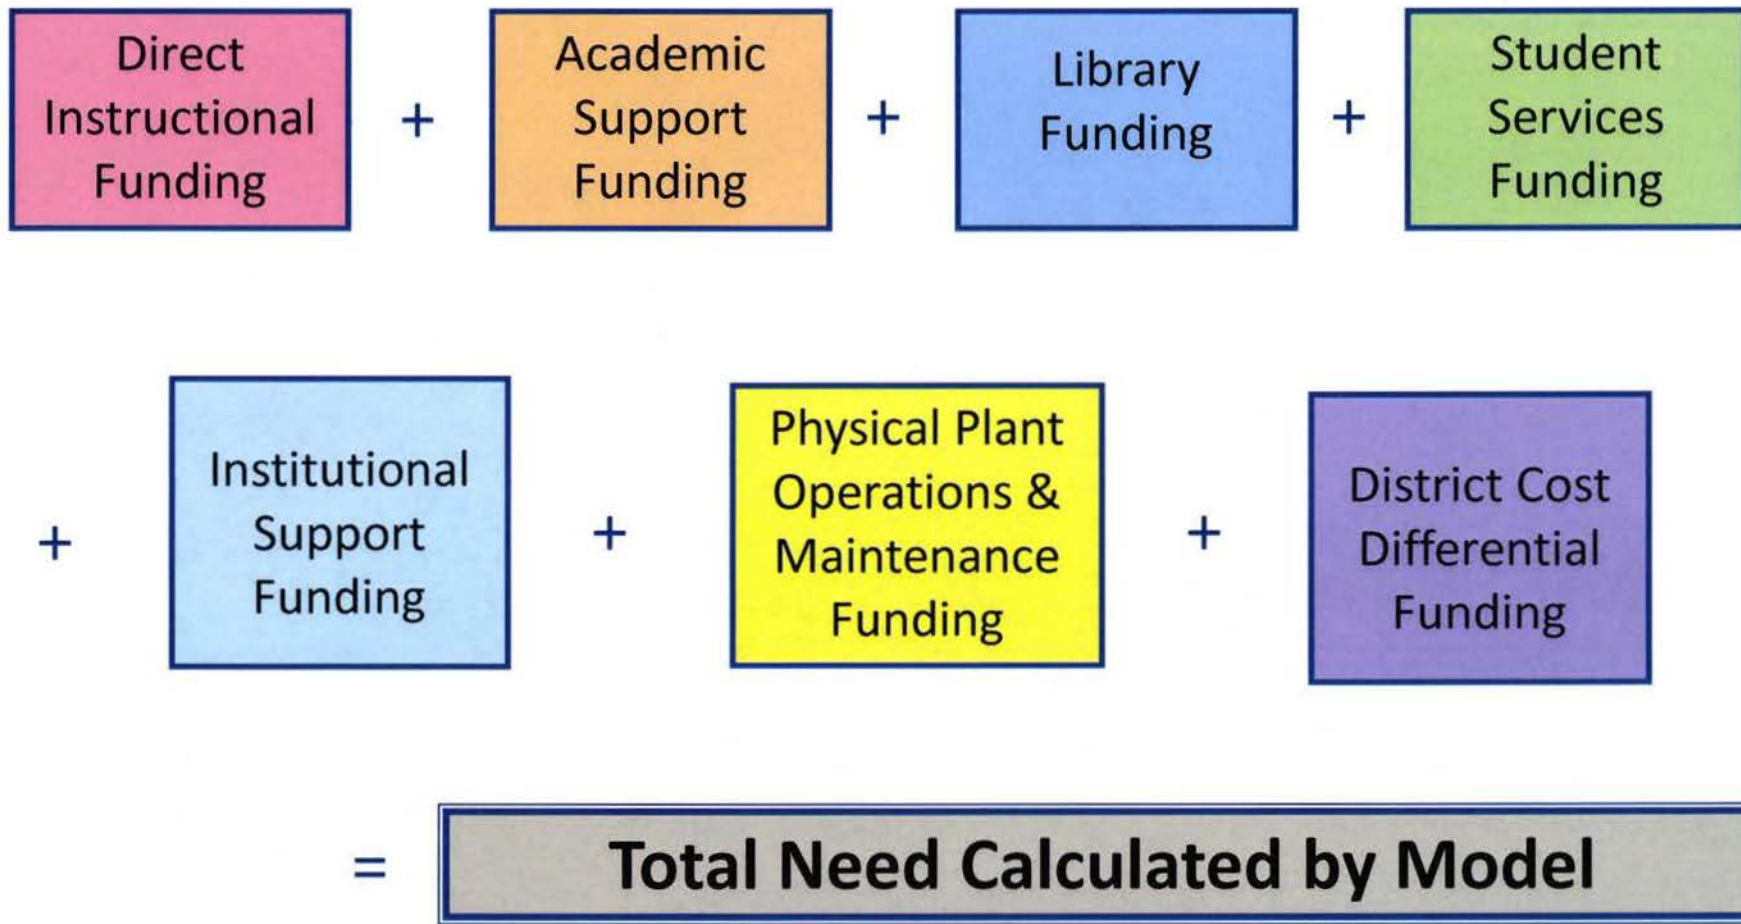 Direct
Instructional
Funding
+
Academic
Support
Funding
+
Library
Funding
+
Student
Services
Funding
+
Institutional
Support
Funding
+
Physical Plant
Operations &
Maintenance
Funding
+
District Cost
Differential
Funding
=
Total Need Calculated by Model